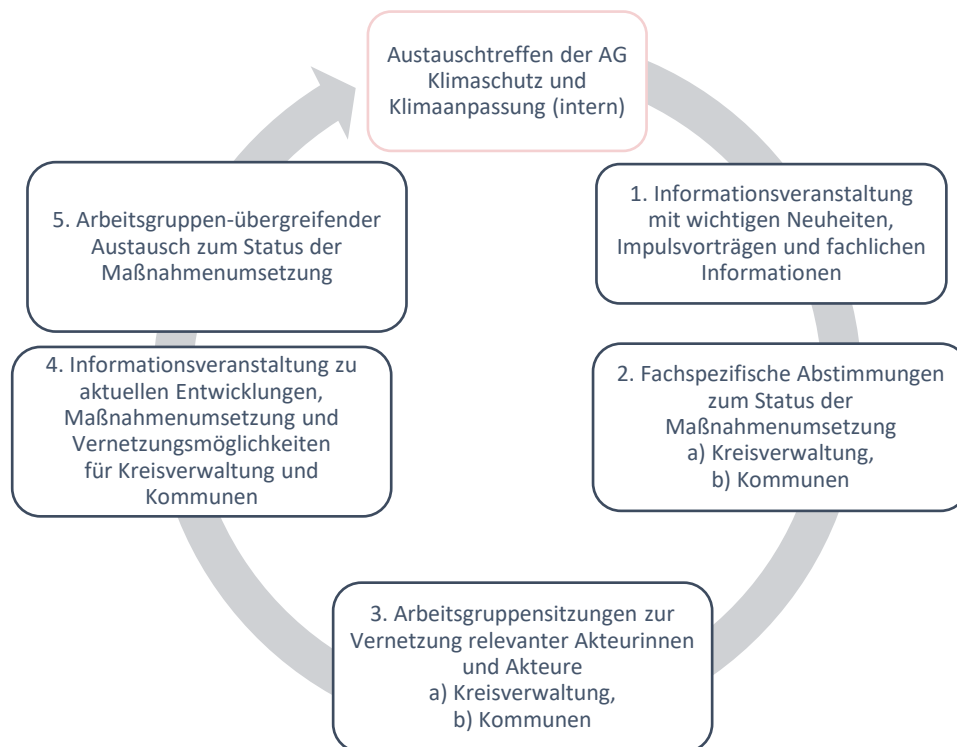 Austauschtreffen der AG
Klimaschutz und
Klimaanpassung (intern)
1. Informationsveranstaltung
mit wichtigen Neuheiten,
Impulsvorträgen und fachlichen
Informationen
2. Fachspezifische Abstimmungen
zum Status der
Maßnahmenumsetzung
a) Kreisverwaltung,
b) Kommunen
3. Arbeitsgruppensitzungen zur
Vernetzung relevanter Akteurinnen
und Akteure
a) Kreisverwaltung,
b) Kommunen
4. Informationsveranstaltung zu
aktuellen Entwicklungen,
Maßnahmenumsetzung und
Vernetzungsmöglichkeiten
für Kreisverwaltung und
Kommunen
5. Arbeitsgruppen-übergreifender
Austausch zum Status der
Maßnahmenumsetzung